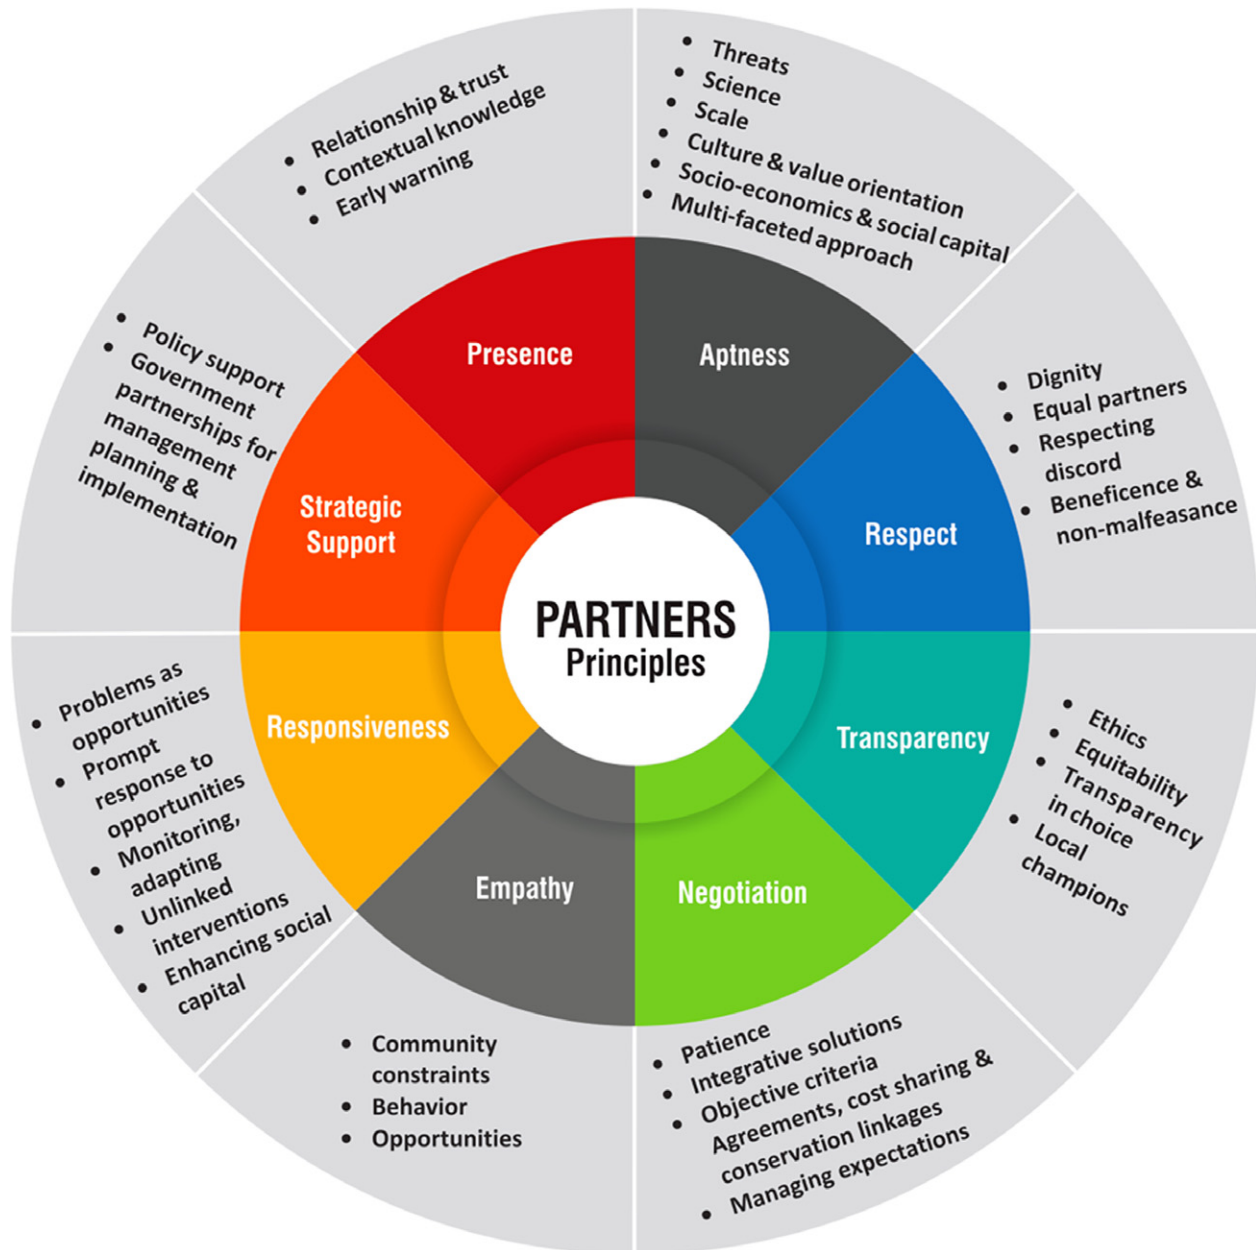 PARTNERS
Principles
Presence
• Relationship & trust
• Contextual knowledge
• Early warning
Aptness
• Threats
• Science
• Scale
• Culture & value orientation
• Socio-economics & social capital
• Multi-faceted approach
Respect
• Dignity
• Equal partners
• Respecting
discord
• Beneficence &
non-malfeasance
Transparency
• Ethics
• Equitability
• Transparency
in choice
• Local
champions
Negotiation
• Patience
• Integrative solutions
• Objective criteria
Agreements, cost sharing &
conservation linkages
• Managing expectations
Empathy
• Community
constraints
• Behavior
• Opportunities
Responsiveness
• Problems as
opportunities
• Prompt
response to
opportunities
• Monitoring,
adapting
• Unlinked
interventions
• Enhancing social
capital
Strategic
Support
• Policy support
• Government
partnerships for
management
planning &
implementation